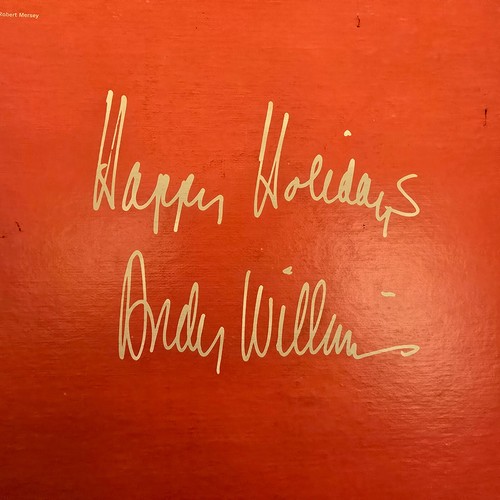 Robert Mersey
Happy Holidays
Andy Williams